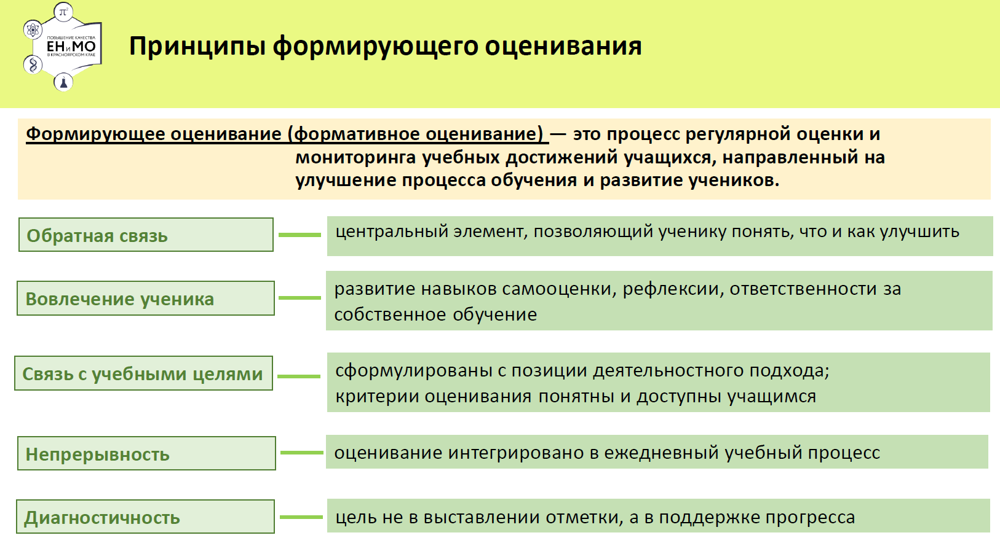 π²
ПОВЫШЕНИЕ КАЧЕСТВА
ЕНиМО
В КРАСНОЯРСКОМ КРАЕ
Принципы формирующего оценивания
Формирующее оценивание (формативное оценивание) — это процесс регулярной оценки и
мониторинга учебных достижений учащихся, направленный на
улучшение процесса обучения и развитие учеников.
Обратная связь
центральный элемент, позволяющий ученику понять, что и как улучшить
Вовлечение ученика
развитие навыков самооценки, рефлексии, ответственности за
собственное обучение
Связь с учебными целями
сформулированы с позиции деятельностного подхода;
критерии оценивания понятны и доступны учащимся
Непрерывность
оценивание интегрировано в ежедневный учебный процесс
Диагностичность
цель не в выставлении отметки, а в поддержке прогресса